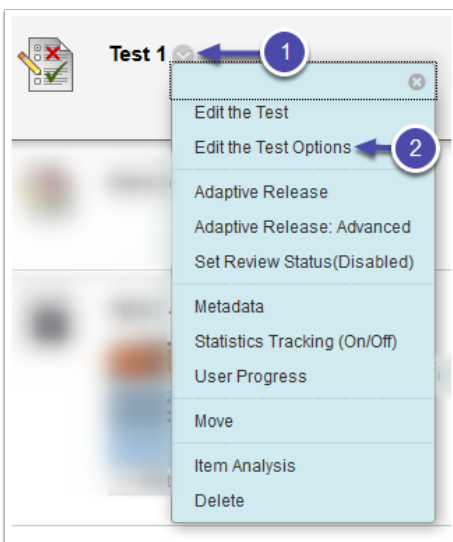 Test 1
1
Edit the Test
Edit the Test Options
2
Adaptive Release
Adaptive Release: Advanced
Set Review Status(Disabled)
Metadata
Statistics Tracking (On/Off)
User Progress
Move
Item Analysis
Delete